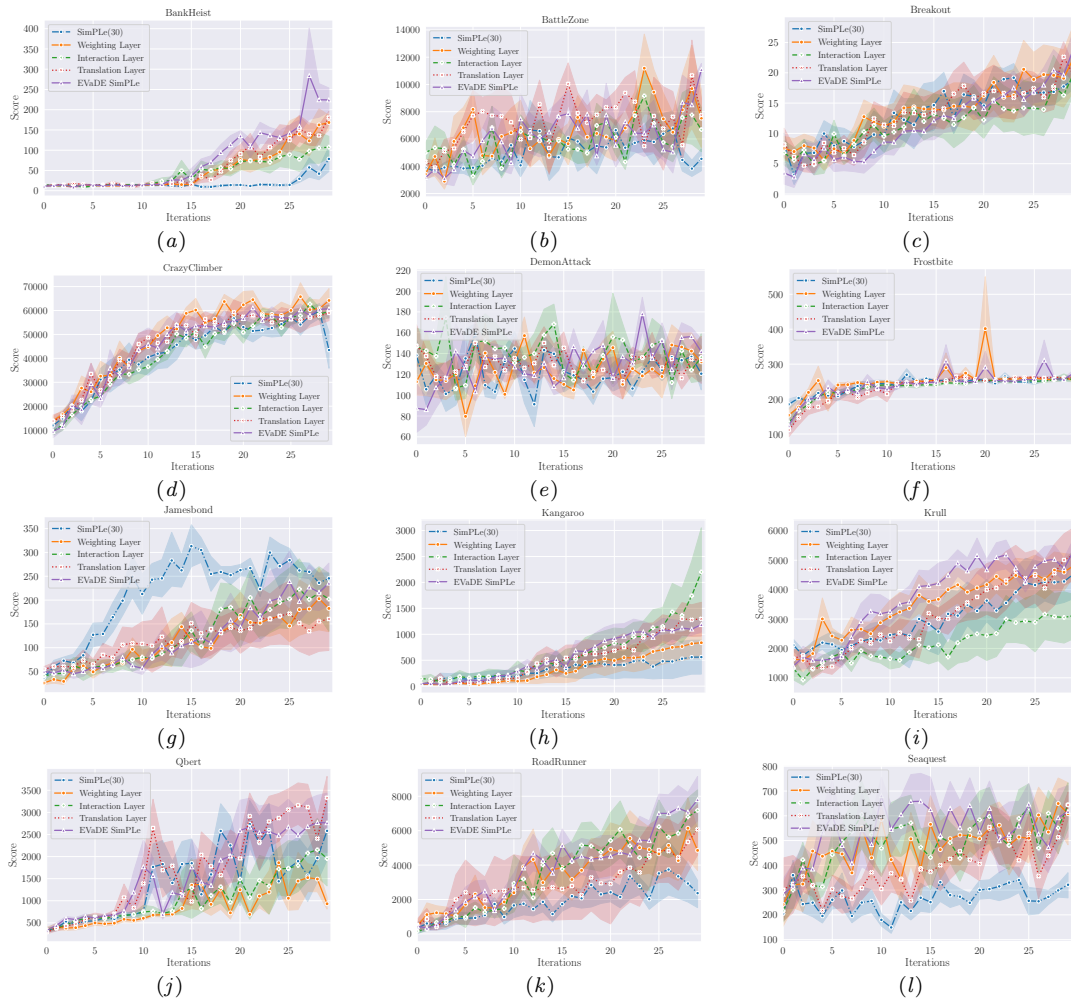 BankHeist
400
350
300
250
200
150
100
50
0
Score
SimPLe(30)
Weighting Layer
Interaction Layer
Translation Layer
EVaDE SimPLe
0 5 10 15 20 25
Iterations
(a)
BattleZone
14000
12000
10000
8000
6000
4000
2000
Score
SimPLe(30)
Weighting Layer
Interaction Layer
Translation Layer
EVaDE SimPLe
0 5 10 15 20 25
Iterations
(b)
Breakout
25
20
15
10
5
0
Score
SimPLe(30)
Weighting Layer
Interaction Layer
Translation Layer
EVaDE SimPLe
0 5 10 15 20 25
Iterations
(c)
CrazyClimber
70000
60000
50000
40000
30000
20000
10000
Score
SimPLe(30)
Weighting Layer
Interaction Layer
Translation Layer
EVaDE SimPLe
0 5 10 15 20 25
Iterations
(d)
DemonAttack
220
200
180
160
140
120
100
80
60
Score
SimPLe(30)
Weighting Layer
Interaction Layer
Translation Layer
EVaDE SimPLe
0 5 10 15 20 25
Iterations
(e)
Frostbite
500
400
300
200
100
Score
SimPLe(30)
Weighting Layer
Interaction Layer
Translation Layer
EVaDE SimPLe
0 5 10 15 20 25
Iterations
(f)
Jamesbond
350
300
250
200
150
100
50
Score
SimPLe(30)
Weighting Layer
Interaction Layer
Translation Layer
EVaDE SimPLe
0 5 10 15 20 25
Iterations
(g)
Kangaroo
3000
2500
2000
1500
1000
500
0
Score
SimPLe(30)
Weighting Layer
Interaction Layer
Translation Layer
EVaDE SimPLe
0 5 10 15 20 25
Iterations
(h)
Krull
6000
5000
4000
3000
2000
1000
Score
SimPLe(30)
Weighting Layer
Interaction Layer
Translation Layer
EVaDE SimPLe
0 5 10 15 20 25
Iterations
(i)
Qbert
3500
3000
2500
2000
1500
1000
500
Score
SimPLe(30)
Weighting Layer
Interaction Layer
Translation Layer
EVaDE SimPLe
0 5 10 15 20 25
Iterations
(j)
RoadRunner
8000
6000
4000
2000
0
Score
SimPLe(30)
Weighting Layer
Interaction Layer
Translation Layer
EVaDE SimPLe
0 5 10 15 20 25
Iterations
(k)
Seaquest
800
700
600
500
400
300
200
100
Score
SimPLe(30)
Weighting Layer
Interaction Layer
Translation Layer
EVaDE SimPLe
0 5 10 15 20 25
Iterations
(l)